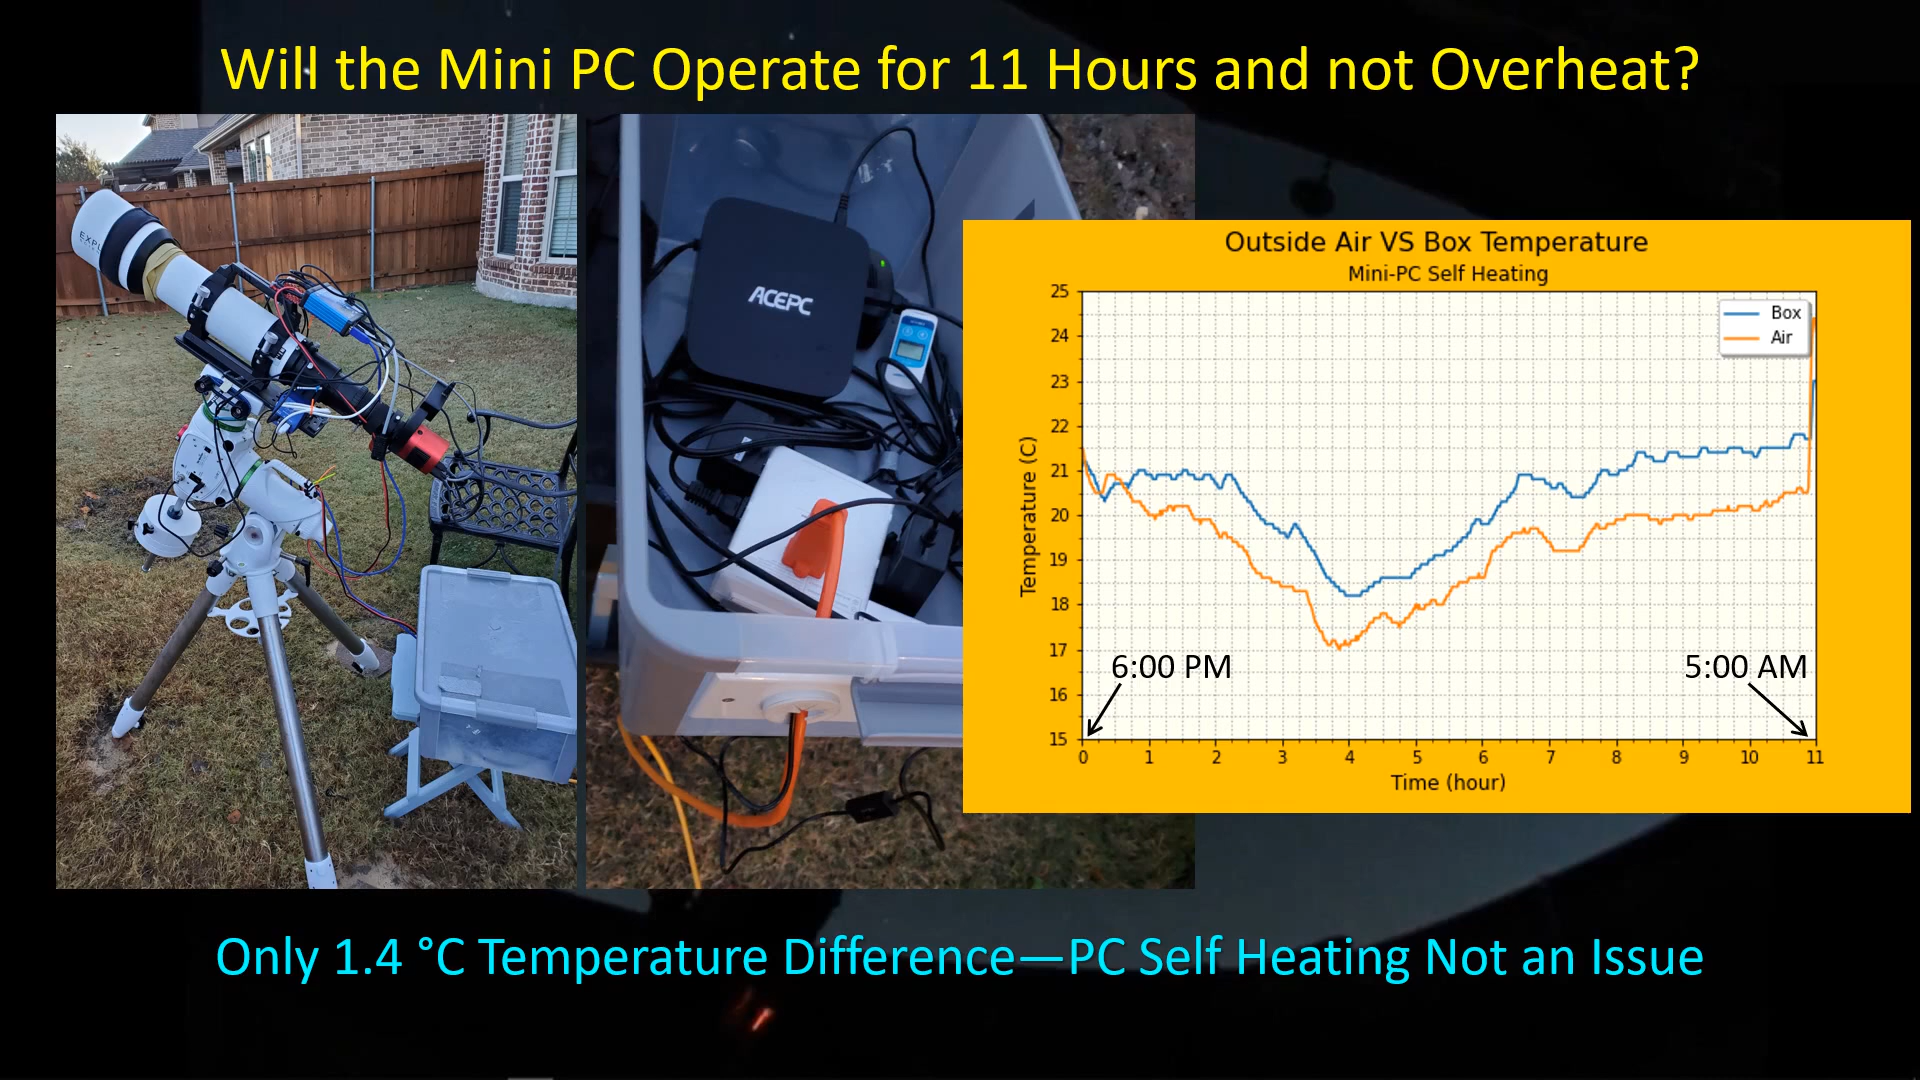 Will the Mini PC Operate for 11 Hours and not Overheat?
EXPL
ACEPC
Outside Air VS Box Temperature
Mini-PC Self Heating
Box
Air
25
24
23
22
21
20
19
18
17
16
15
Temperature (C)
6:00 PM
5:00 AM
0 1 2 3 4 5 6 7 8 9 10 11
Time (hour)
Only 1.4 °C Temperature Difference—PC Self Heating Not an Issue